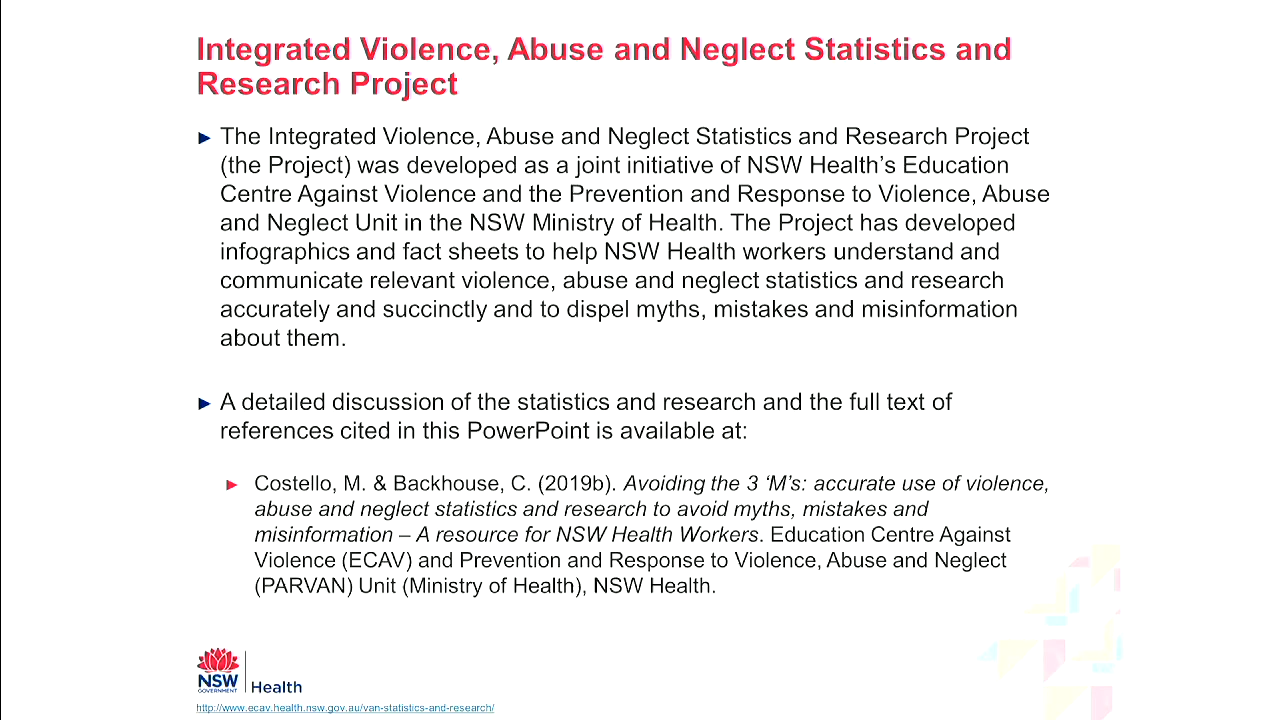 Integrated Violence, Abuse and Neglect Statistics and
Research Project
► The Integrated Violence, Abuse and Neglect Statistics and Research Project
(the Project) was developed as a joint initiative of NSW Health’s Education
Centre Against Violence and the Prevention and Response to Violence, Abuse
and Neglect Unit in the NSW Ministry of Health. The Project has developed
infographics and fact sheets to help NSW Health workers understand and
communicate relevant violence, abuse and neglect statistics and research
accurately and succinctly and to dispel myths, mistakes and misinformation
about them.
► A detailed discussion of the statistics and research and the full text of
references cited in this PowerPoint is available at:
► Costello, M. & Backhouse, C. (2019b). Avoiding the 3 ‘M’s: accurate use of violence,
abuse and neglect statistics and research to avoid myths, mistakes and
misinformation – A resource for NSW Health Workers. Education Centre Against
Violence (ECAV) and Prevention and Response to Violence, Abuse and Neglect
(PARVAN) Unit (Ministry of Health), NSW Health.
NSW
GOVERNMENT
Health
http://www.ecav.health.nsw.gov.au/van-statistics-and-research/